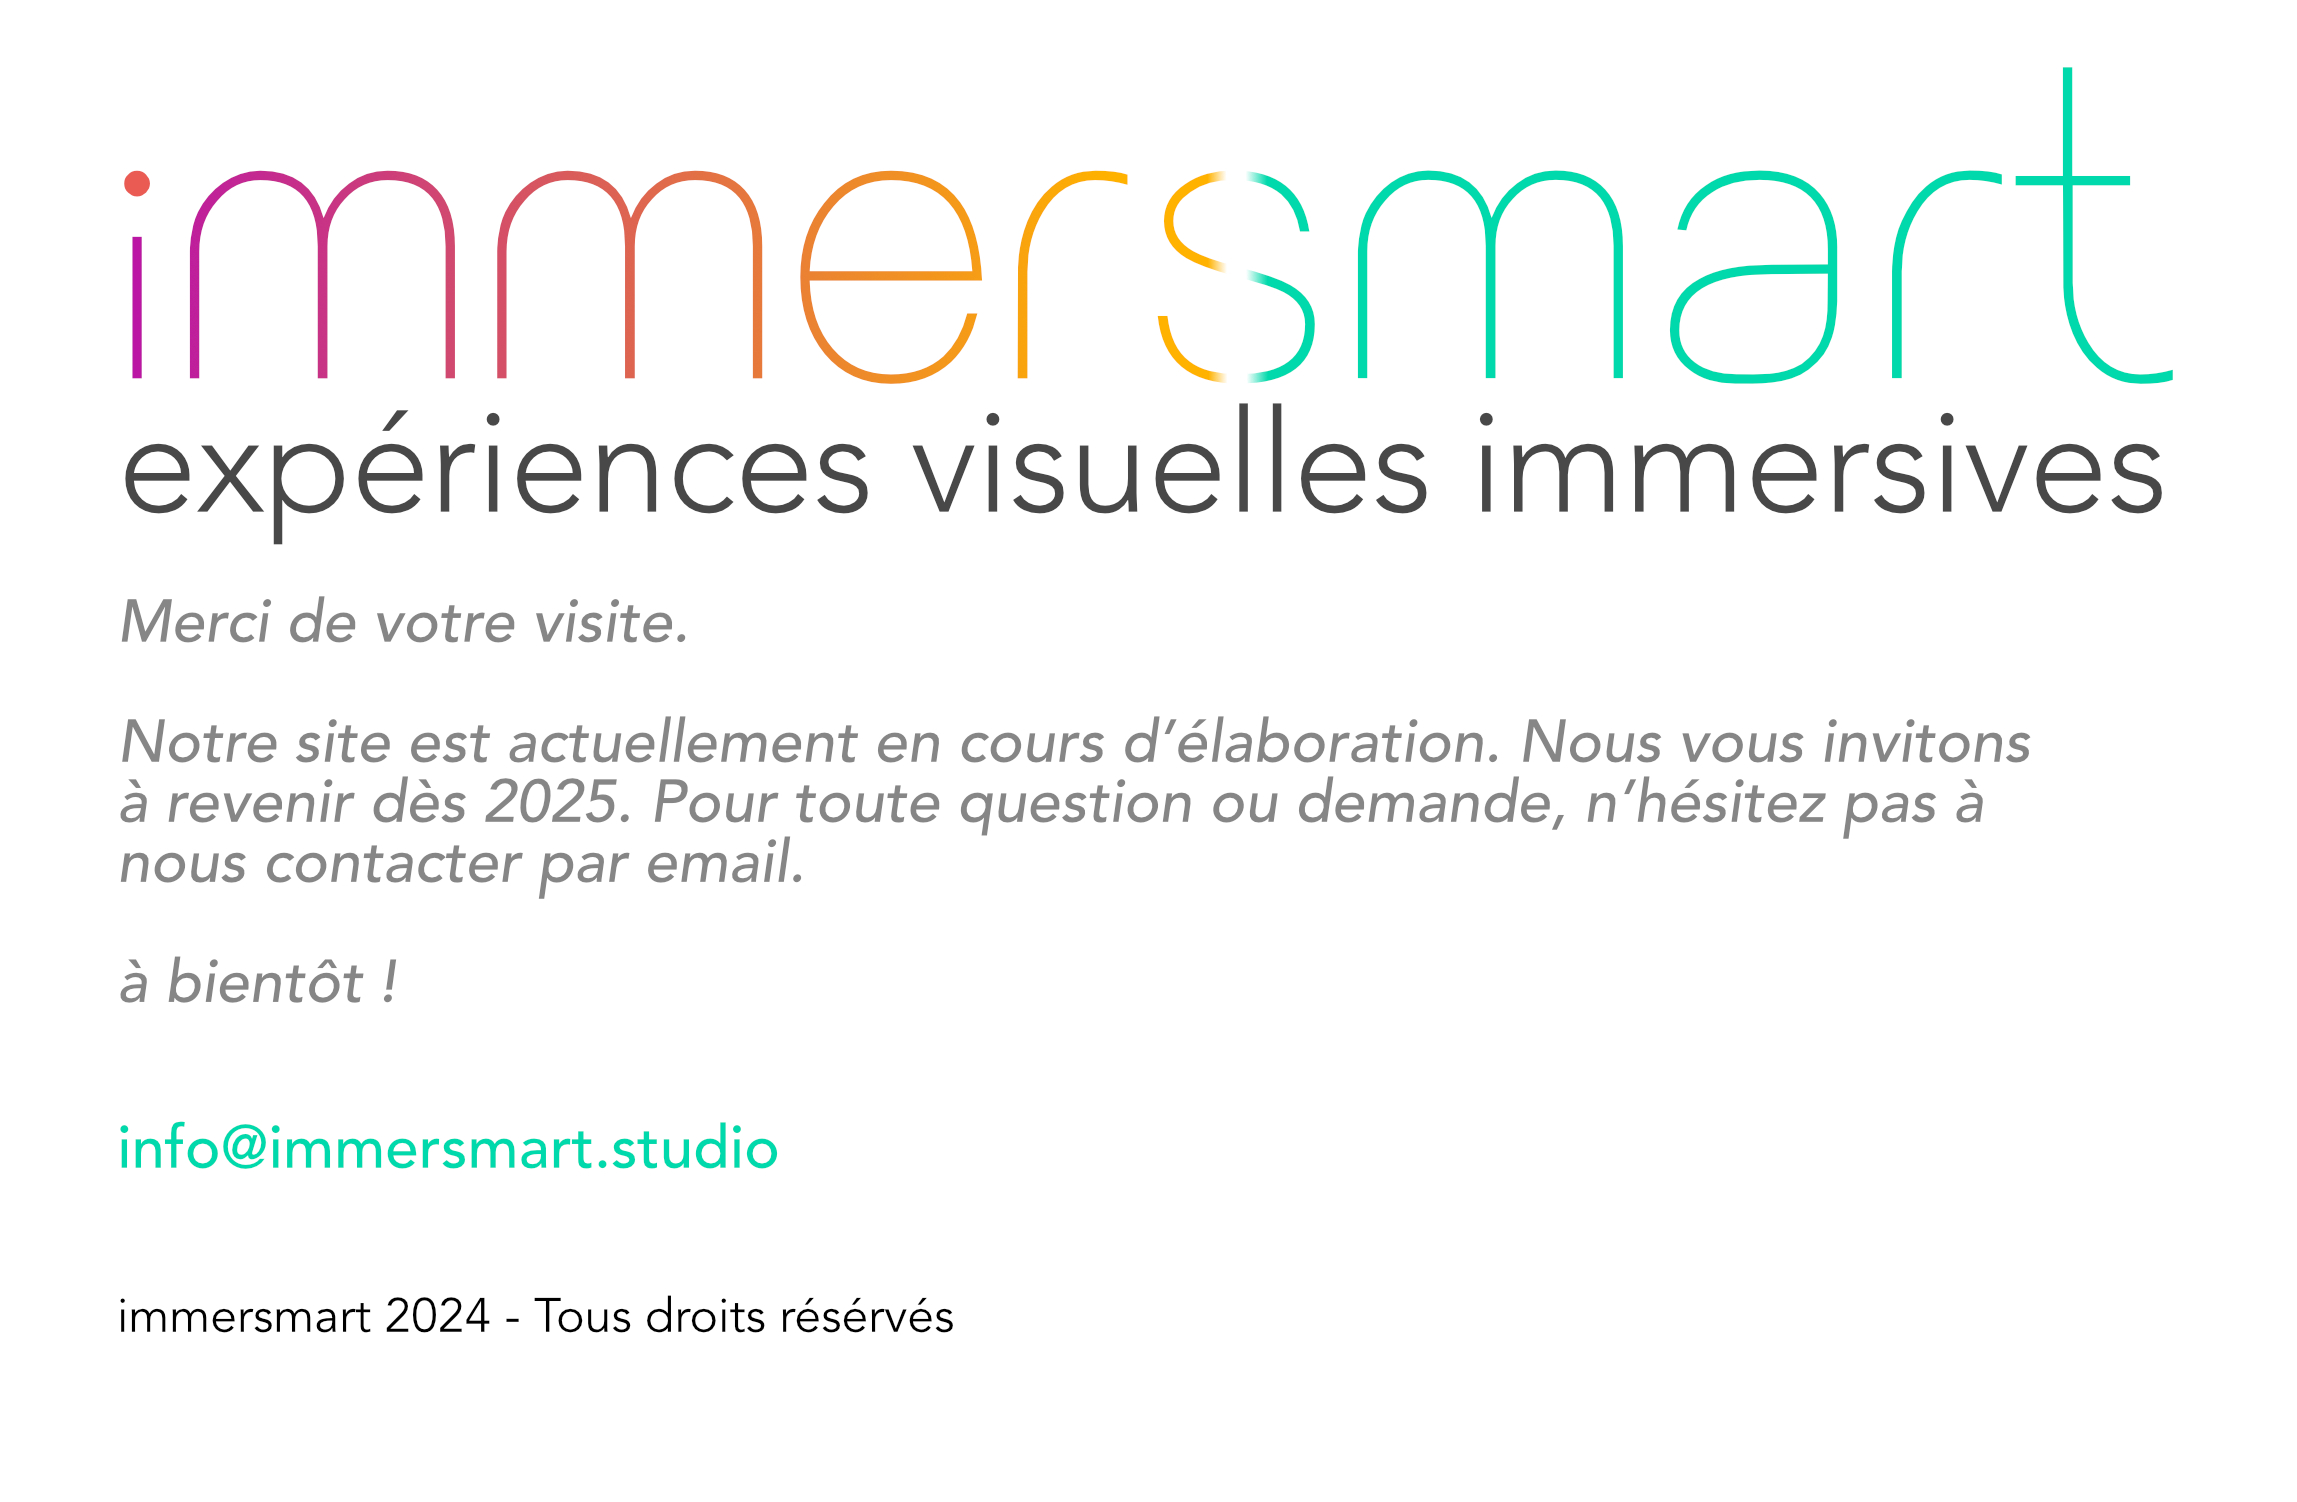 immersmart
expériences visuelles immersives
Merci de votre visite.
Notre site est actuellement en cours d’élaboration. Nous vous invitons
à revenir dès 2025. Pour toute question ou demande, n’hésitez pas à
nous contacter par email.
à bientôt !
info@immersmart.studio
immersmart 2024 - Tous droits résérvés